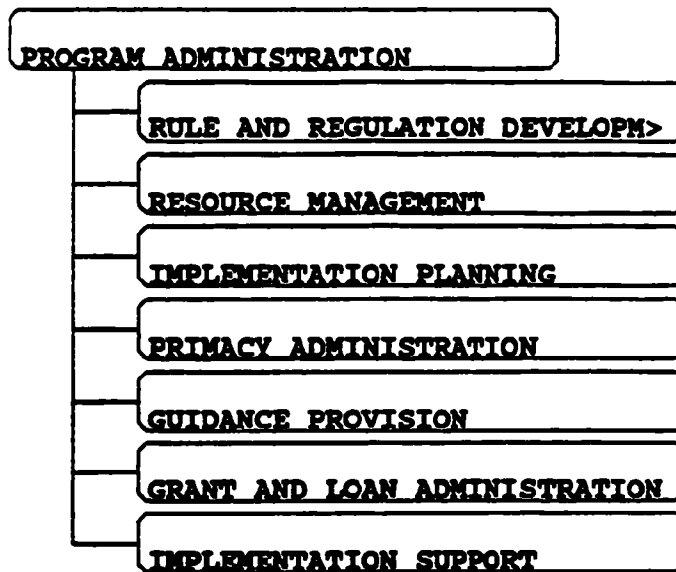 PROGRAM ADMINISTRATION
RULE AND REGULATION DEVELOPM>
RESOURCE MANAGEMENT
IMPLEMENTATION PLANNING
PRIMACY ADMINISTRATION
GUIDANCE PROVISION
GRANT AND LOAN ADMINISTRATION
IMPLEMENTATION SUPPORT